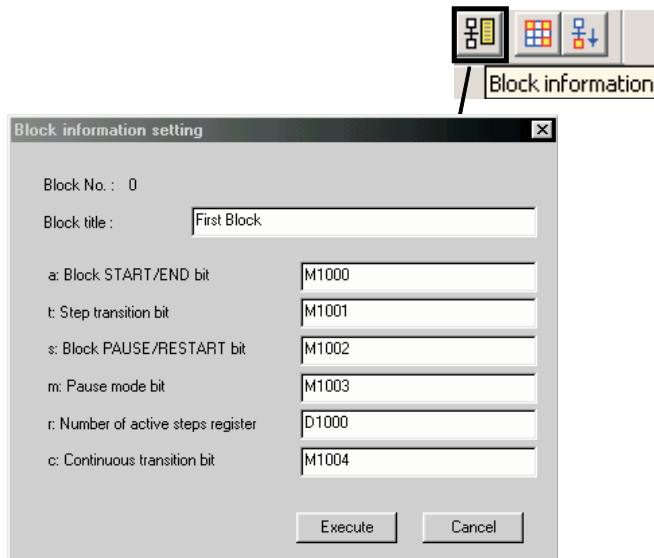 Block information
Block information setting
Block No. : 0
Block title : First Block
a: Block START/END bit M1000
t: Step transition bit M1001
s: Block PAUSE/RESTART bit M1002
m: Pause mode bit M1003
r: Number of active steps register D1000
c: Continuous transition bit M1004
Execute Cancel